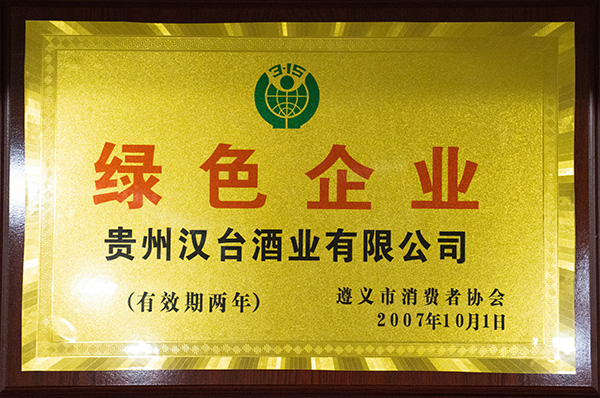 3·15
绿色企业
贵州汉台酒业有限公司
(有效期两年)
遵义市消费者协会
2007年10月1日